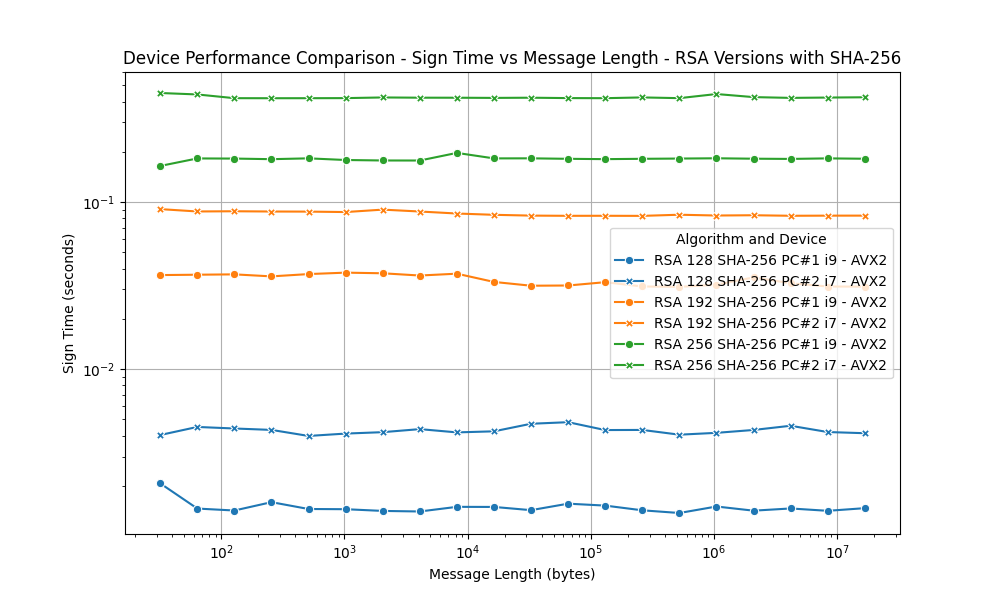 Device Performance Comparison - Sign Time vs Message Length - RSA Versions with SHA-256
Sign Time (seconds)
10⁻¹
10⁻²
Algorithm and Device
RSA 128 SHA-256 PC#1 i9 - AVX2
RSA 128 SHA-256 PC#2 i7 - AVX2
RSA 192 SHA-256 PC#1 i9 - AVX2
RSA 192 SHA-256 PC#2 i7 - AVX2
RSA 256 SHA-256 PC#1 i9 - AVX2
RSA 256 SHA-256 PC#2 i7 - AVX2
10² 10³ 10⁴ 10⁵ 10⁶ 10⁷
Message Length (bytes)